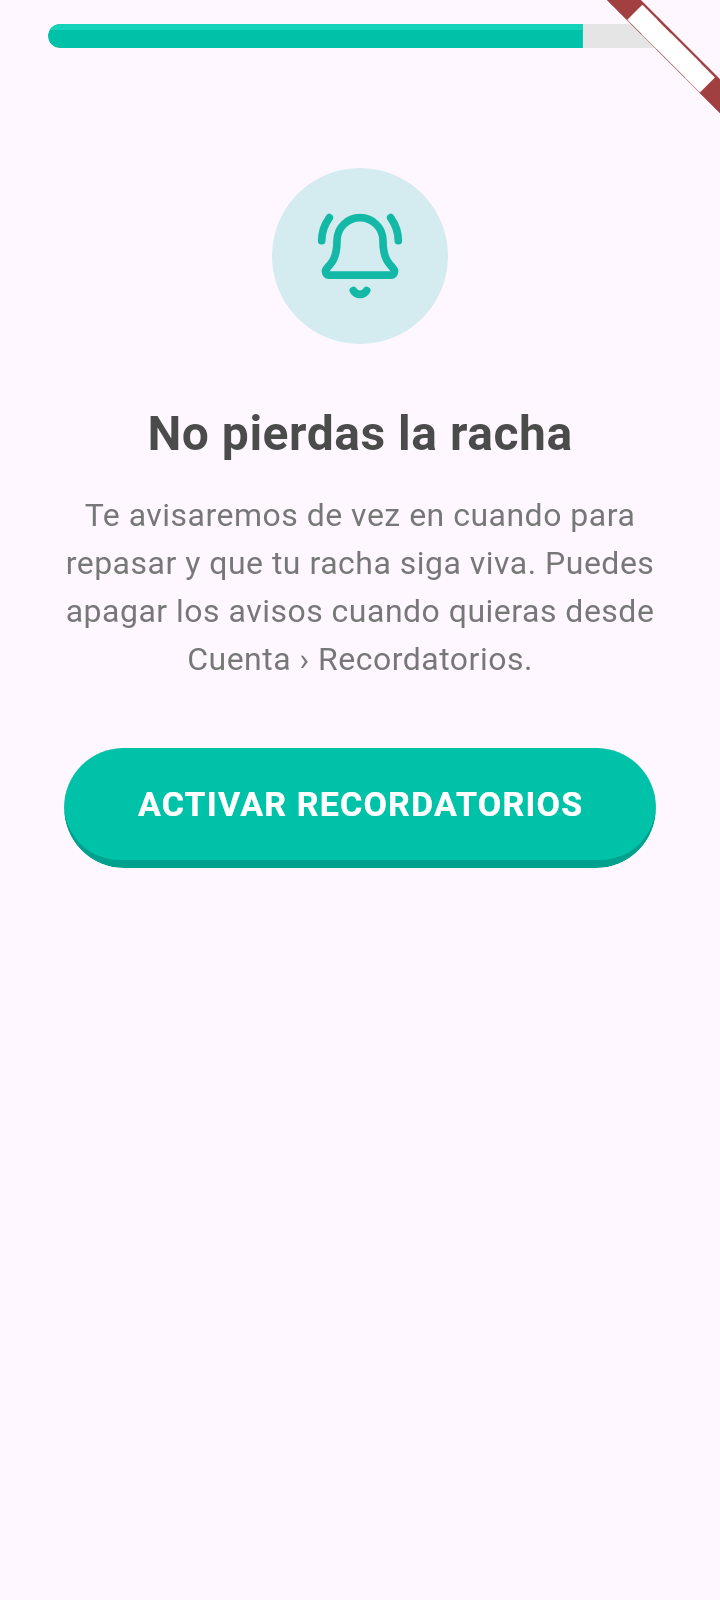 No pierdas la racha
Te avisaremos de vez en cuando para
repasar y que tu racha siga viva. Puedes
apagar los avisos cuando quieras desde
Cuenta › Recordatorios.
ACTIVAR RECORDATORIOS